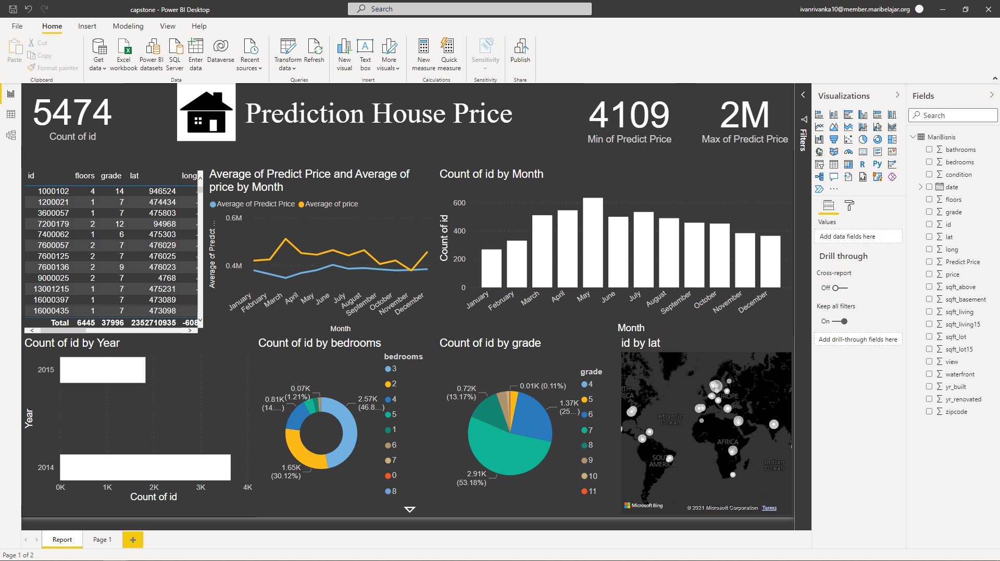 capstone - Power BI Desktop
Search
ivanrivanka10@member.maribelajar.org
File Home Insert Modeling View Help
Paste
Cut
Copy
Format painter
Clipboard
Get data
Excel workbook
Power BI datasets
SQL Server
Enter data
Dataverse
Recent sources
Data
Transform data
Refresh
Queries
New visual
Text box
More visuals
Insert
New measure
Quick measure
Calculations
Sensitivity
Sensitivity
Publish
Share
5474
Count of id
Prediction House Price
4109
Min of Predict Price
2M
Max of Predict Price
id floors grade lat long
1000102 4 14 946524 -
1200021 1 7 474434 -
3600057 1 7 475803 -
7200179 2 12 94968 -
7400062 1 6 475303 -
7600057 2 7 476029 -
7600125 2 7 476025 -
7600136 2 9 476023 -
9000025 2 7 4768 -
13001215 1 7 475231 -
16000397 1 7 473089 -
16000435 1 7 473098 -
Total 6445 37996 2352710935 -608
Average of Predict Price and Average of
price by Month
Average of Predict Price Average of price
Average of Predict ...
0.6M
0.4M
January February March April May June July August September October November December
Month
Count of id by Month
Count of id
600
400
200
0
January February March April May June July August September October November December
Month
Count of id by Year
Year
2015
2014
0K 1K 2K 3K 4K
Count of id
Count of id by bedrooms
bedrooms
3
2
4
5
1
6
7
0
8
0.07K
(1.21%)
0.81K
(14....)
2.57K
(46.8...)
1.65K
(30.12%)
Count of id by grade
grade
4
5
6
7
8
9
10
11
0.72K
(13.17%)
0.01K (0.11%)
1.37K
(25...)
2.91K
(53.18%)
id by lat
EUROPE
Atlantic
Ocean
AFRICA
SOU
AMERICA
Indian
Ocean
Microsoft Bing
© 2021 Microsoft Corporation Terms
Filters
Visualizations
123
R
Py
...
Values
Add data fields here
Drill through
Cross-report
Off
Keep all filters
On
Add drill-through fields here
Fields
Search
MariBisnis
bathrooms
bedrooms
condition
date
floors
grade
id
lat
long
Predict Price
price
sqft_above
sqft_basement
sqft_living
sqft_living15
sqft_lot
sqft_lot15
view
waterfront
yr_built
yr_renovated
zipcode
Report
Page 1
+
Page 1 of 2